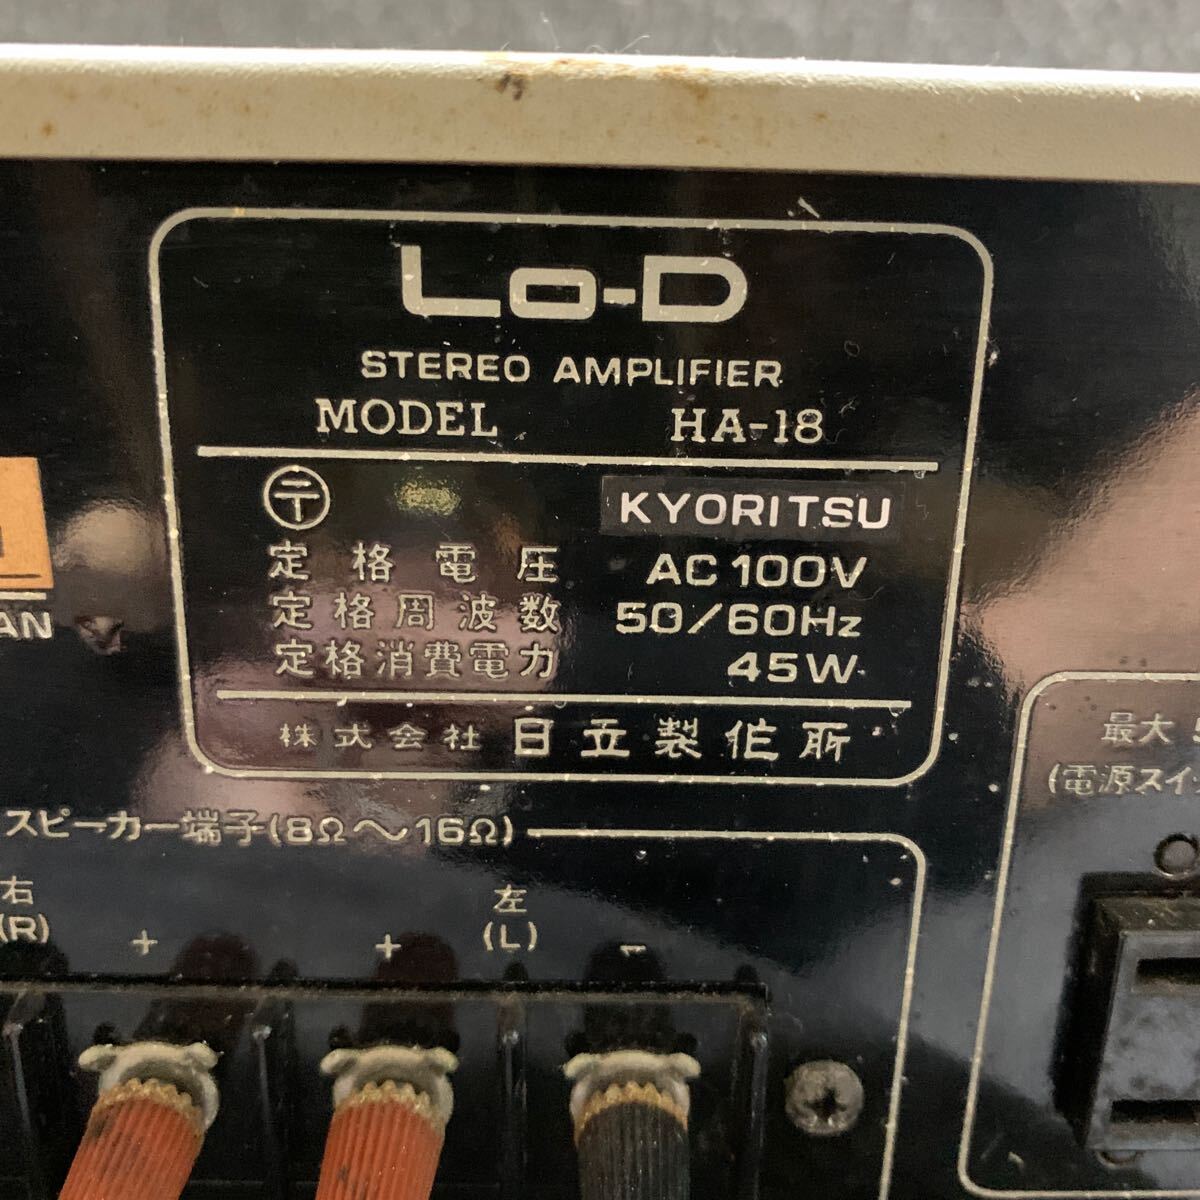 Lo-D
STEREO AMPLIFIER
MODEL HA-18
〒 KYORITSU
定格電圧 AC 100V
定格周波数 50/60Hz
定格消費電力 45W
株式会社 日立製作所
スピーカー端子(8Ω〜16Ω)
右 左
(R) + + (L) −
最大
(電源スイ